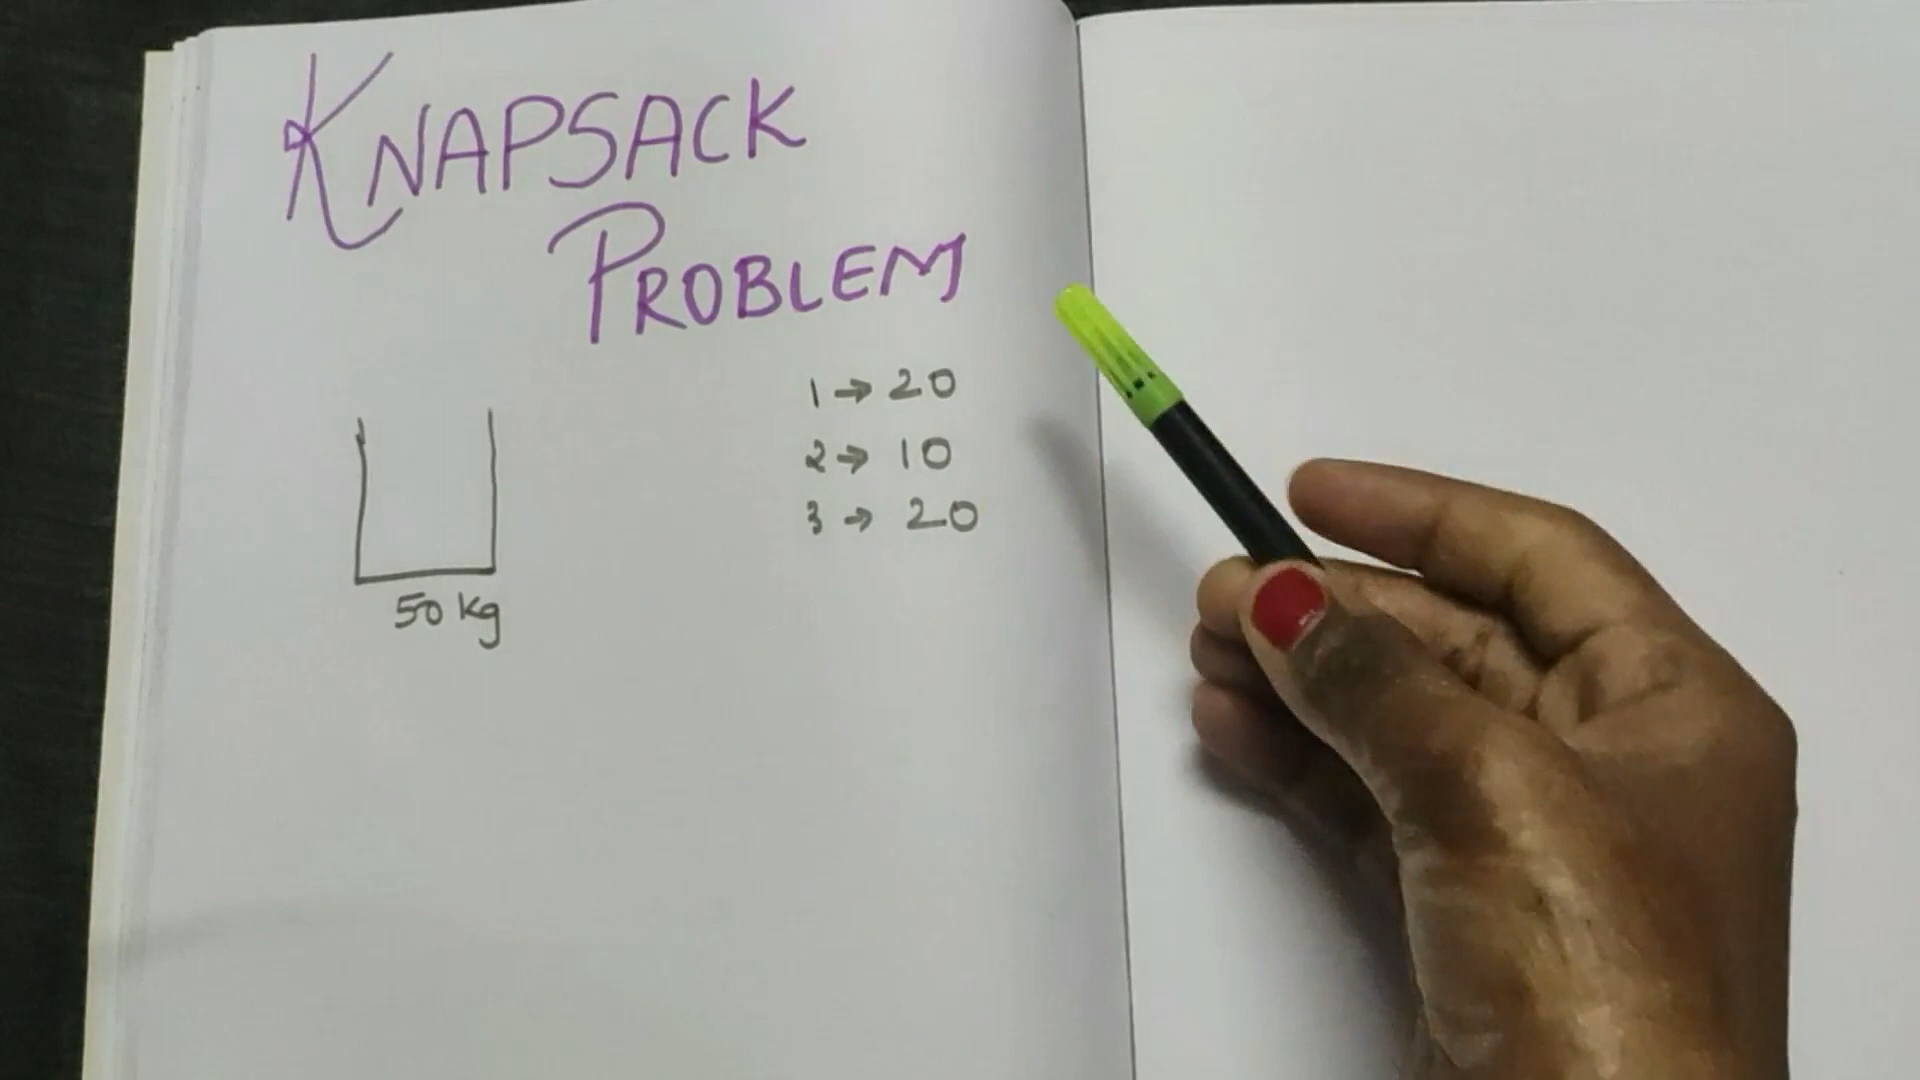 KNAPSACK
PROBLEM
1 → 20
2 → 10
3 → 20
50 kg